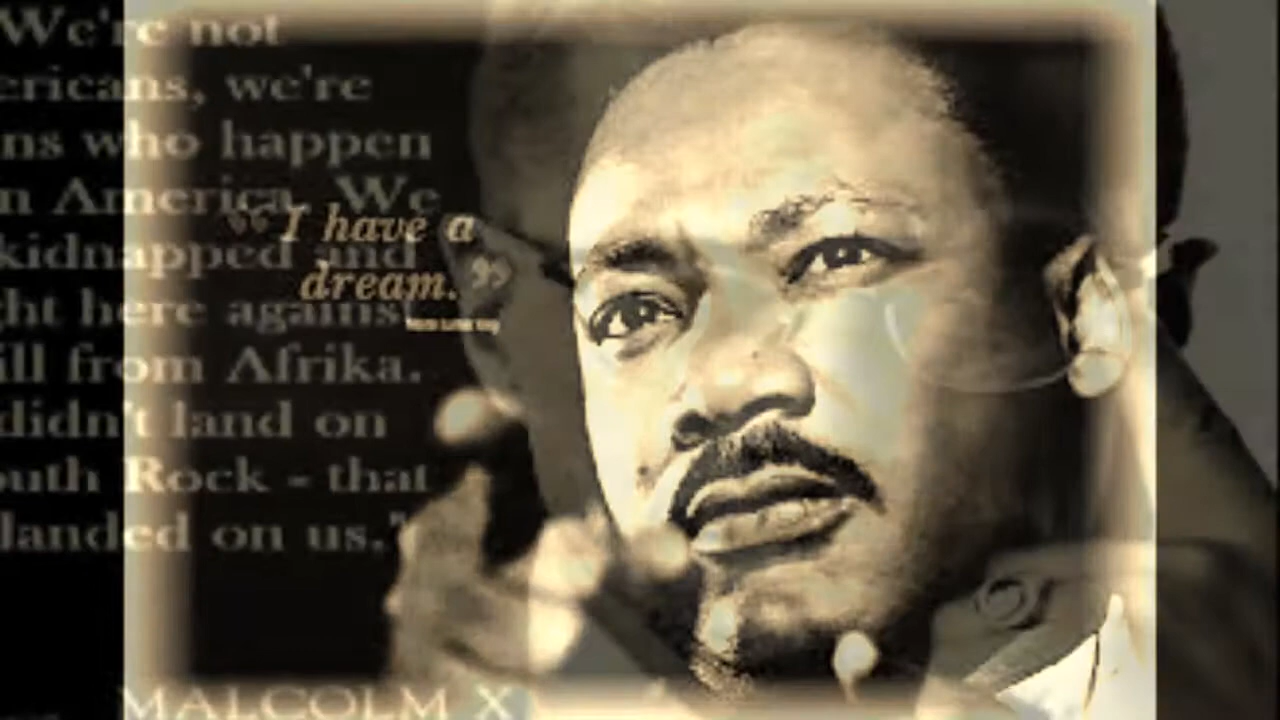 We're not
ericans, we're
ns who happen
n America. We
kidnapped and
ght here against
ill from Afrika.
didn't land on
outh Rock - that
landed on us."
MALCOLM X
“I have a
dream.”